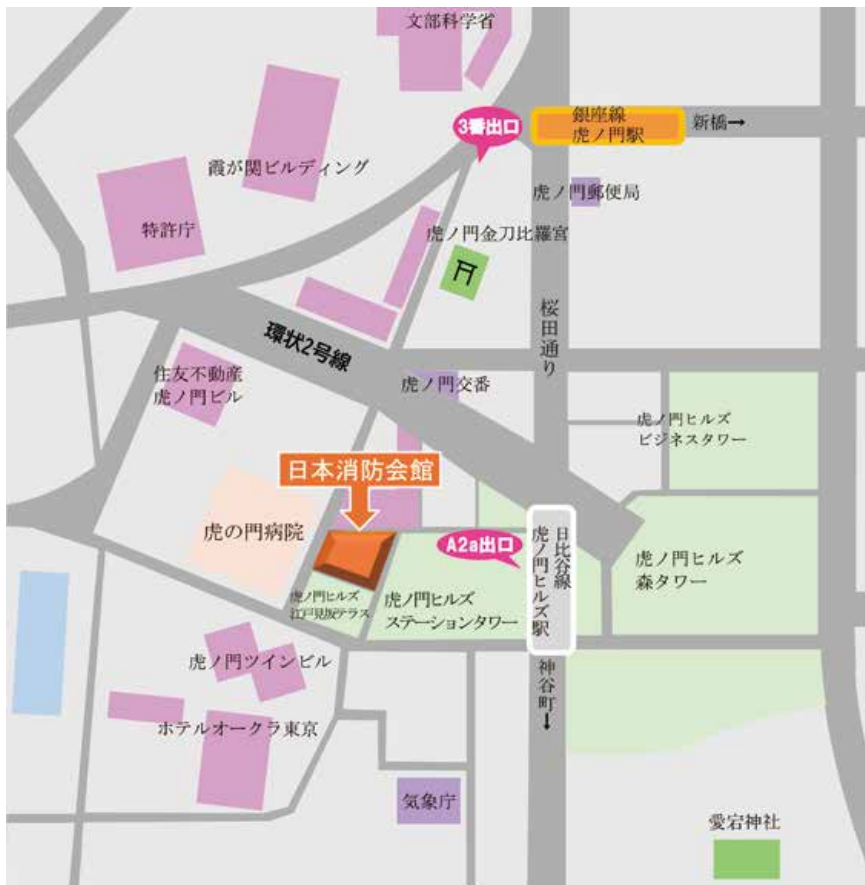 文部科学省
3番出口
銀座線
虎ノ門駅
新橋→
霞が関ビルディング
虎ノ門郵便局
特許庁
虎ノ門金刀比羅宮
桜田通り
環状2号線
住友不動産
虎ノ門ビル
虎ノ門交番
虎ノ門ヒルズ
ビジネスタワー
日本消防会館
虎の門病院
A2a出口
日比谷線
虎ノ門ヒルズ駅
虎ノ門ヒルズ
森タワー
虎ノ門ヒルズ
江戸見坂テラス
虎ノ門ヒルズ
ステーションタワー
虎ノ門ツインビル
神谷町→
ホテルオークラ東京
気象庁
愛宕神社